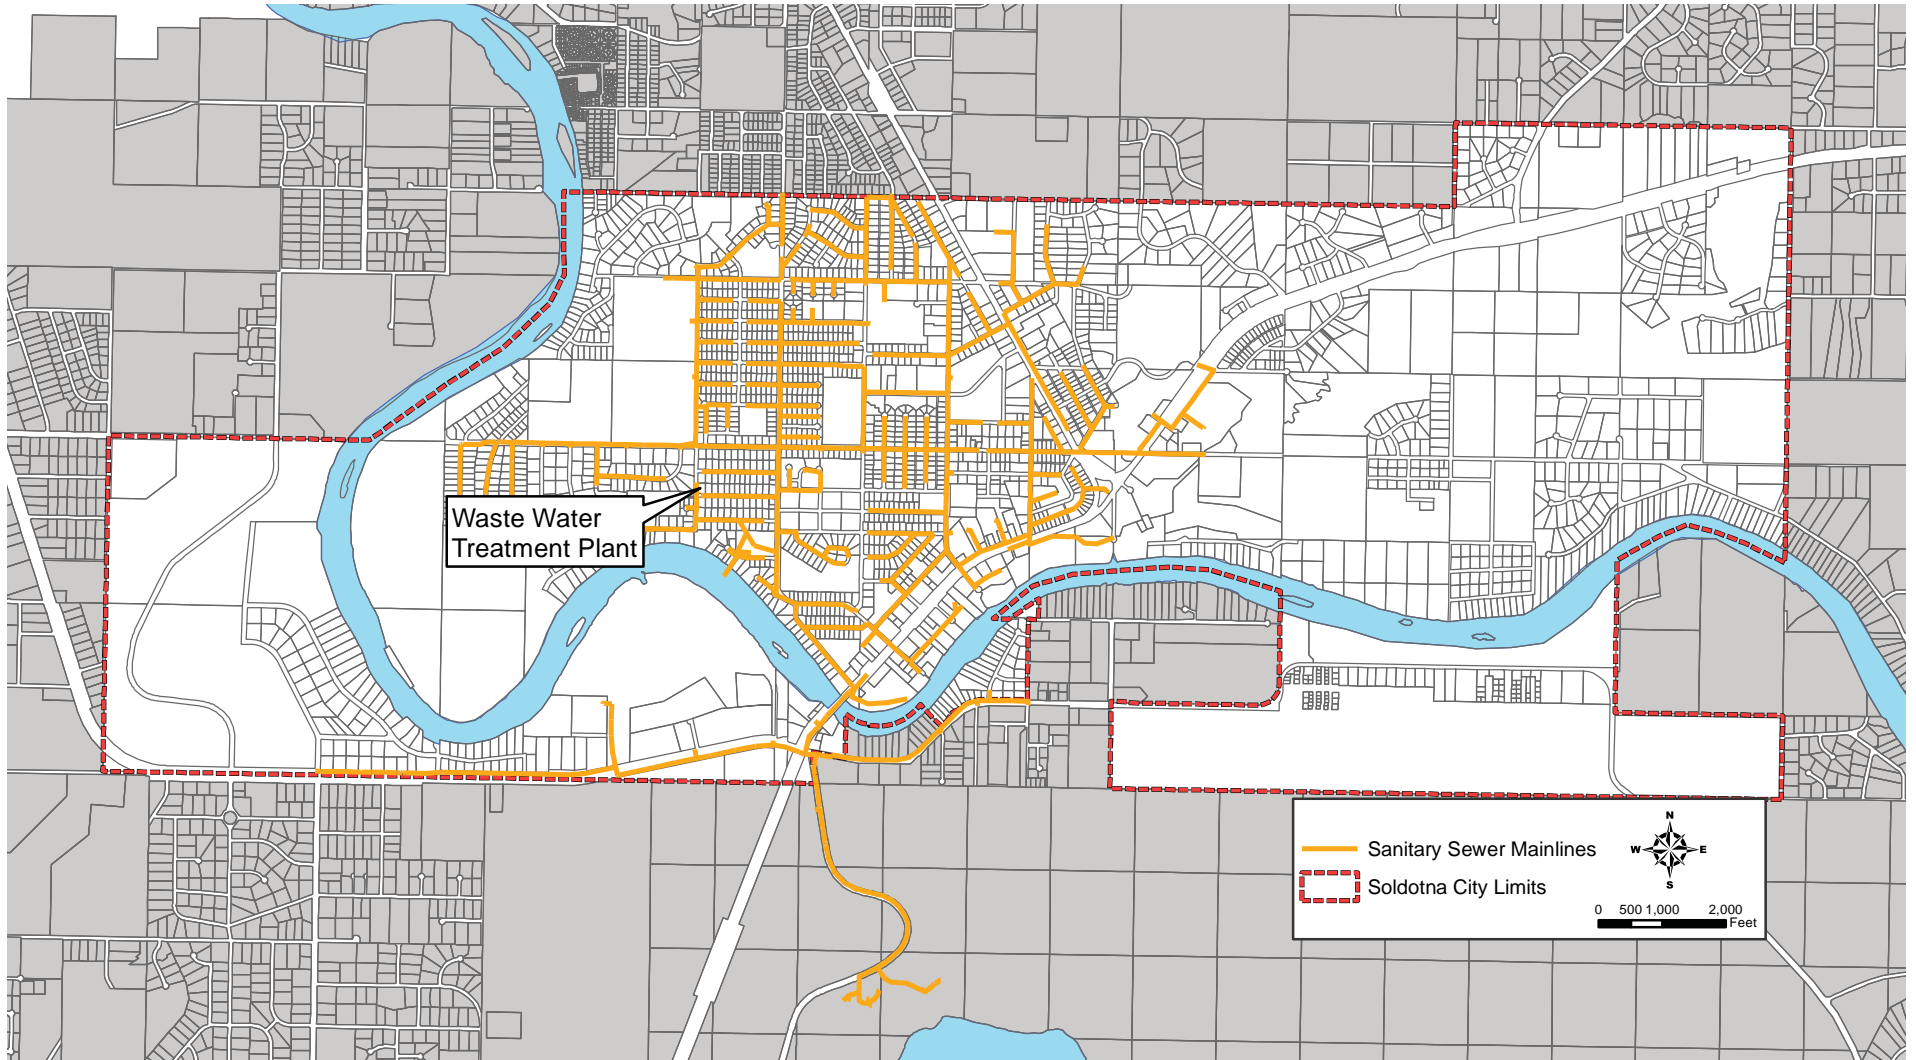 Waste Water
Treatment Plant
Sanitary Sewer Mainlines
Soldotna City Limits
N
W E
S
0 500 1,000 2,000
Feet